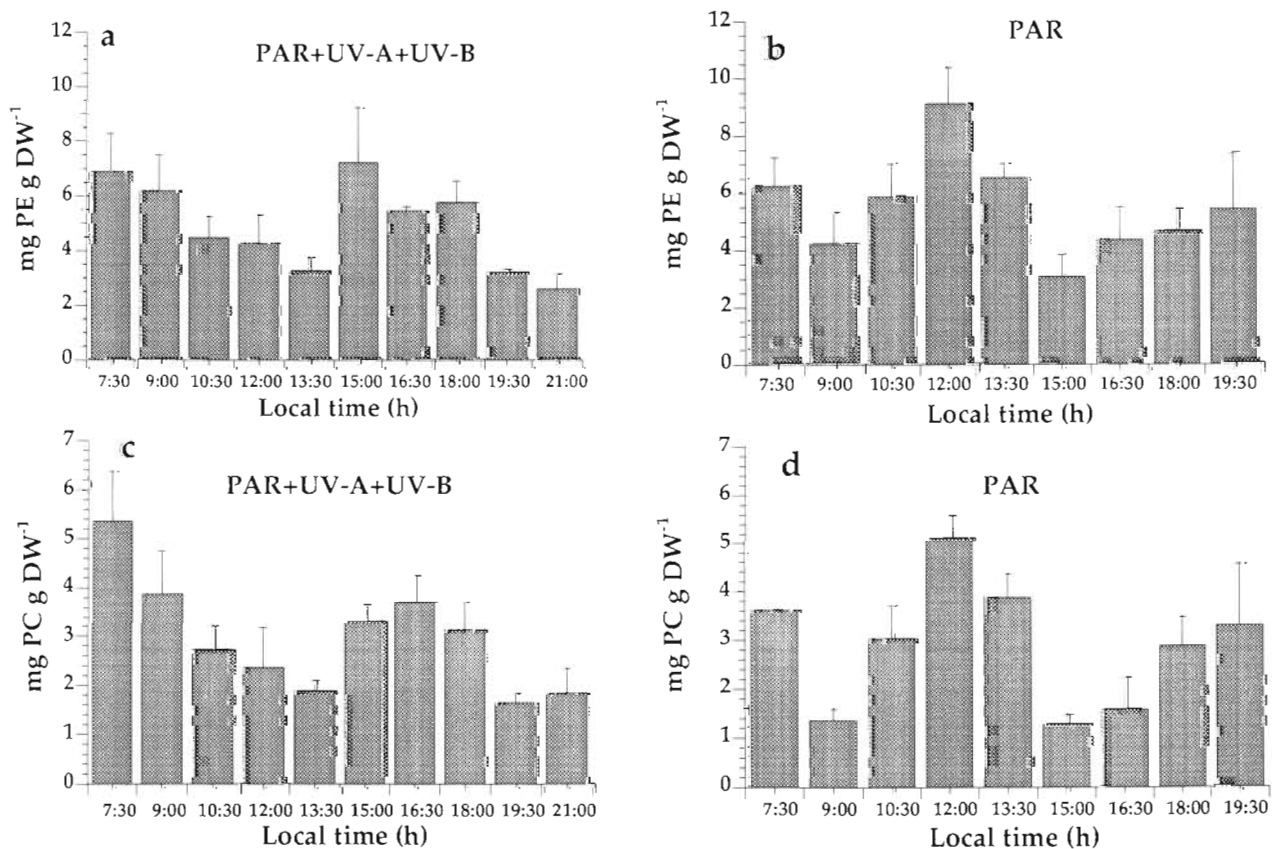 a
PAR+UV-A+UV-B
mg PE g DW⁻¹
12
10
8
6
4
2
0
7:30 9:00 10:30 12:00 13:30 15:00 16:30 18:00 19:30 21:00
Local time (h)
b
PAR
mg PE g DW⁻¹
12
10
8
6
4
2
0
7:30 9:00 10:30 12:00 13:30 15:00 16:30 18:00 19:30
Local time (h)
c
PAR+UV-A+UV-B
mg PC g DW⁻¹
7
6
5
4
3
2
1
0
7:30 9:00 10:30 12:00 13:30 15:00 16:30 18:00 19:30 21:00
Local time (h)
d
PAR
mg PC g DW⁻¹
7
6
5
4
3
2
1
0
7:30 9:00 10:30 12:00 13:30 15:00 16:30 18:00 19:30
Local time (h)